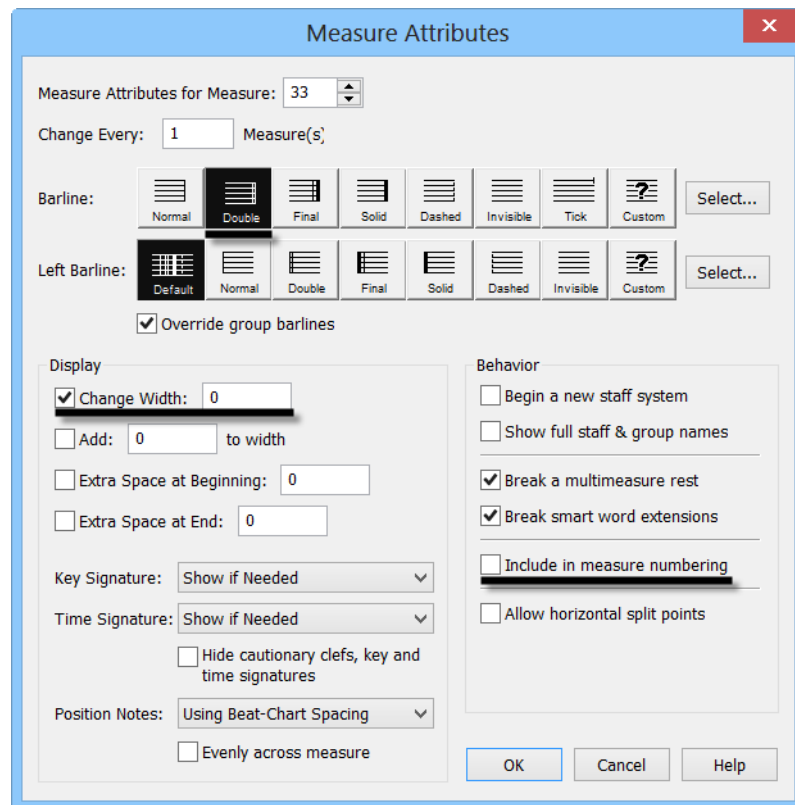 Measure Attributes
Measure Attributes for Measure: 33
Change Every: 1 Measure(s)
Barline: Normal Double Final Solid Dashed Invisible Tick ? Custom Select...
Left Barline: Default Normal Double Final Solid Dashed Invisible ? Custom Select...
Override group barlines
Display
Change Width: 0
Add: 0 to width
Extra Space at Beginning: 0
Extra Space at End: 0
Key Signature: Show if Needed
Time Signature: Show if Needed
Hide cautionary clefs, key and
time signatures
Position Notes: Using Beat-Chart Spacing
Evenly across measure
Behavior
Begin a new staff system
Show full staff & group names
Break a multimeasure rest
Break smart word extensions
Include in measure numbering
Allow horizontal split points
OK Cancel Help